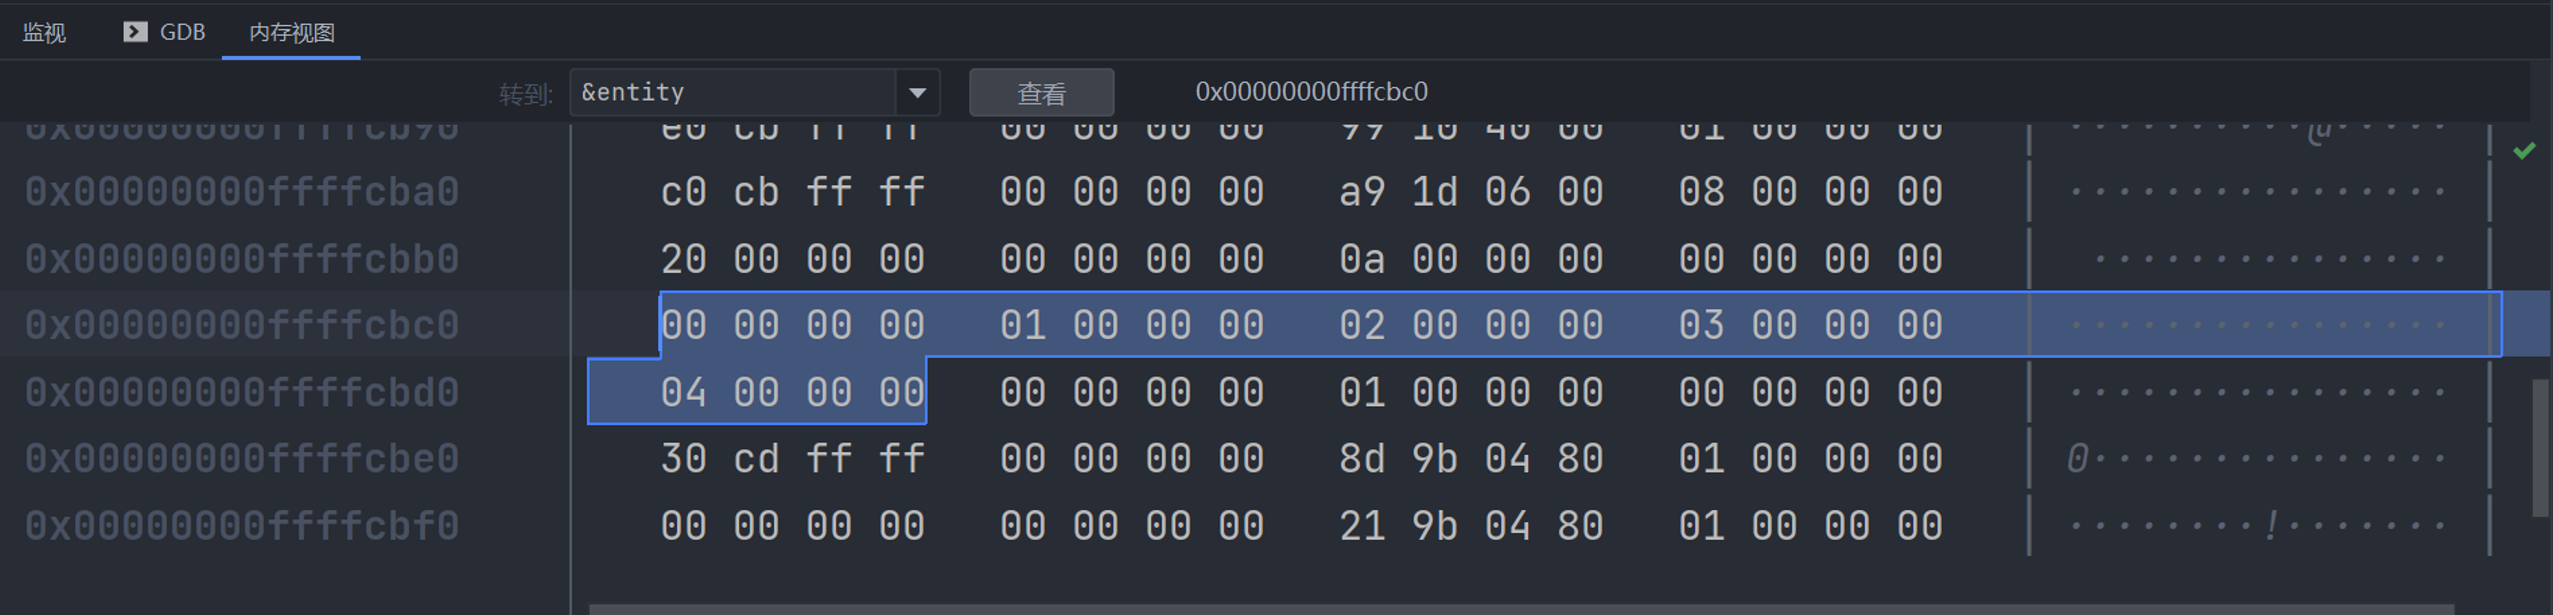 监视 GDB 内存视图
转到: &entity 查看 0x00000000ffffcbc0
0x00000000ffffcb90 e0 cb ff ff 00 00 00 00 99 10 40 00 01 00 00 00 ··········@·····
0x00000000ffffcba0 c0 cb ff ff 00 00 00 00 a9 1d 06 00 08 00 00 00 ················
0x00000000ffffcbb0 20 00 00 00 00 00 00 00 0a 00 00 00 00 00 00 00 ···············
0x00000000ffffcbc0 00 00 00 00 01 00 00 00 02 00 00 00 03 00 00 00 ················
0x00000000ffffcbd0 04 00 00 00 00 00 00 00 01 00 00 00 00 00 00 00 ················
0x00000000ffffcbe0 30 cd ff ff 00 00 00 00 8d 9b 04 80 01 00 00 00 0···············
0x00000000ffffcbf0 00 00 00 00 00 00 00 00 21 9b 04 80 01 00 00 00 ········!·······